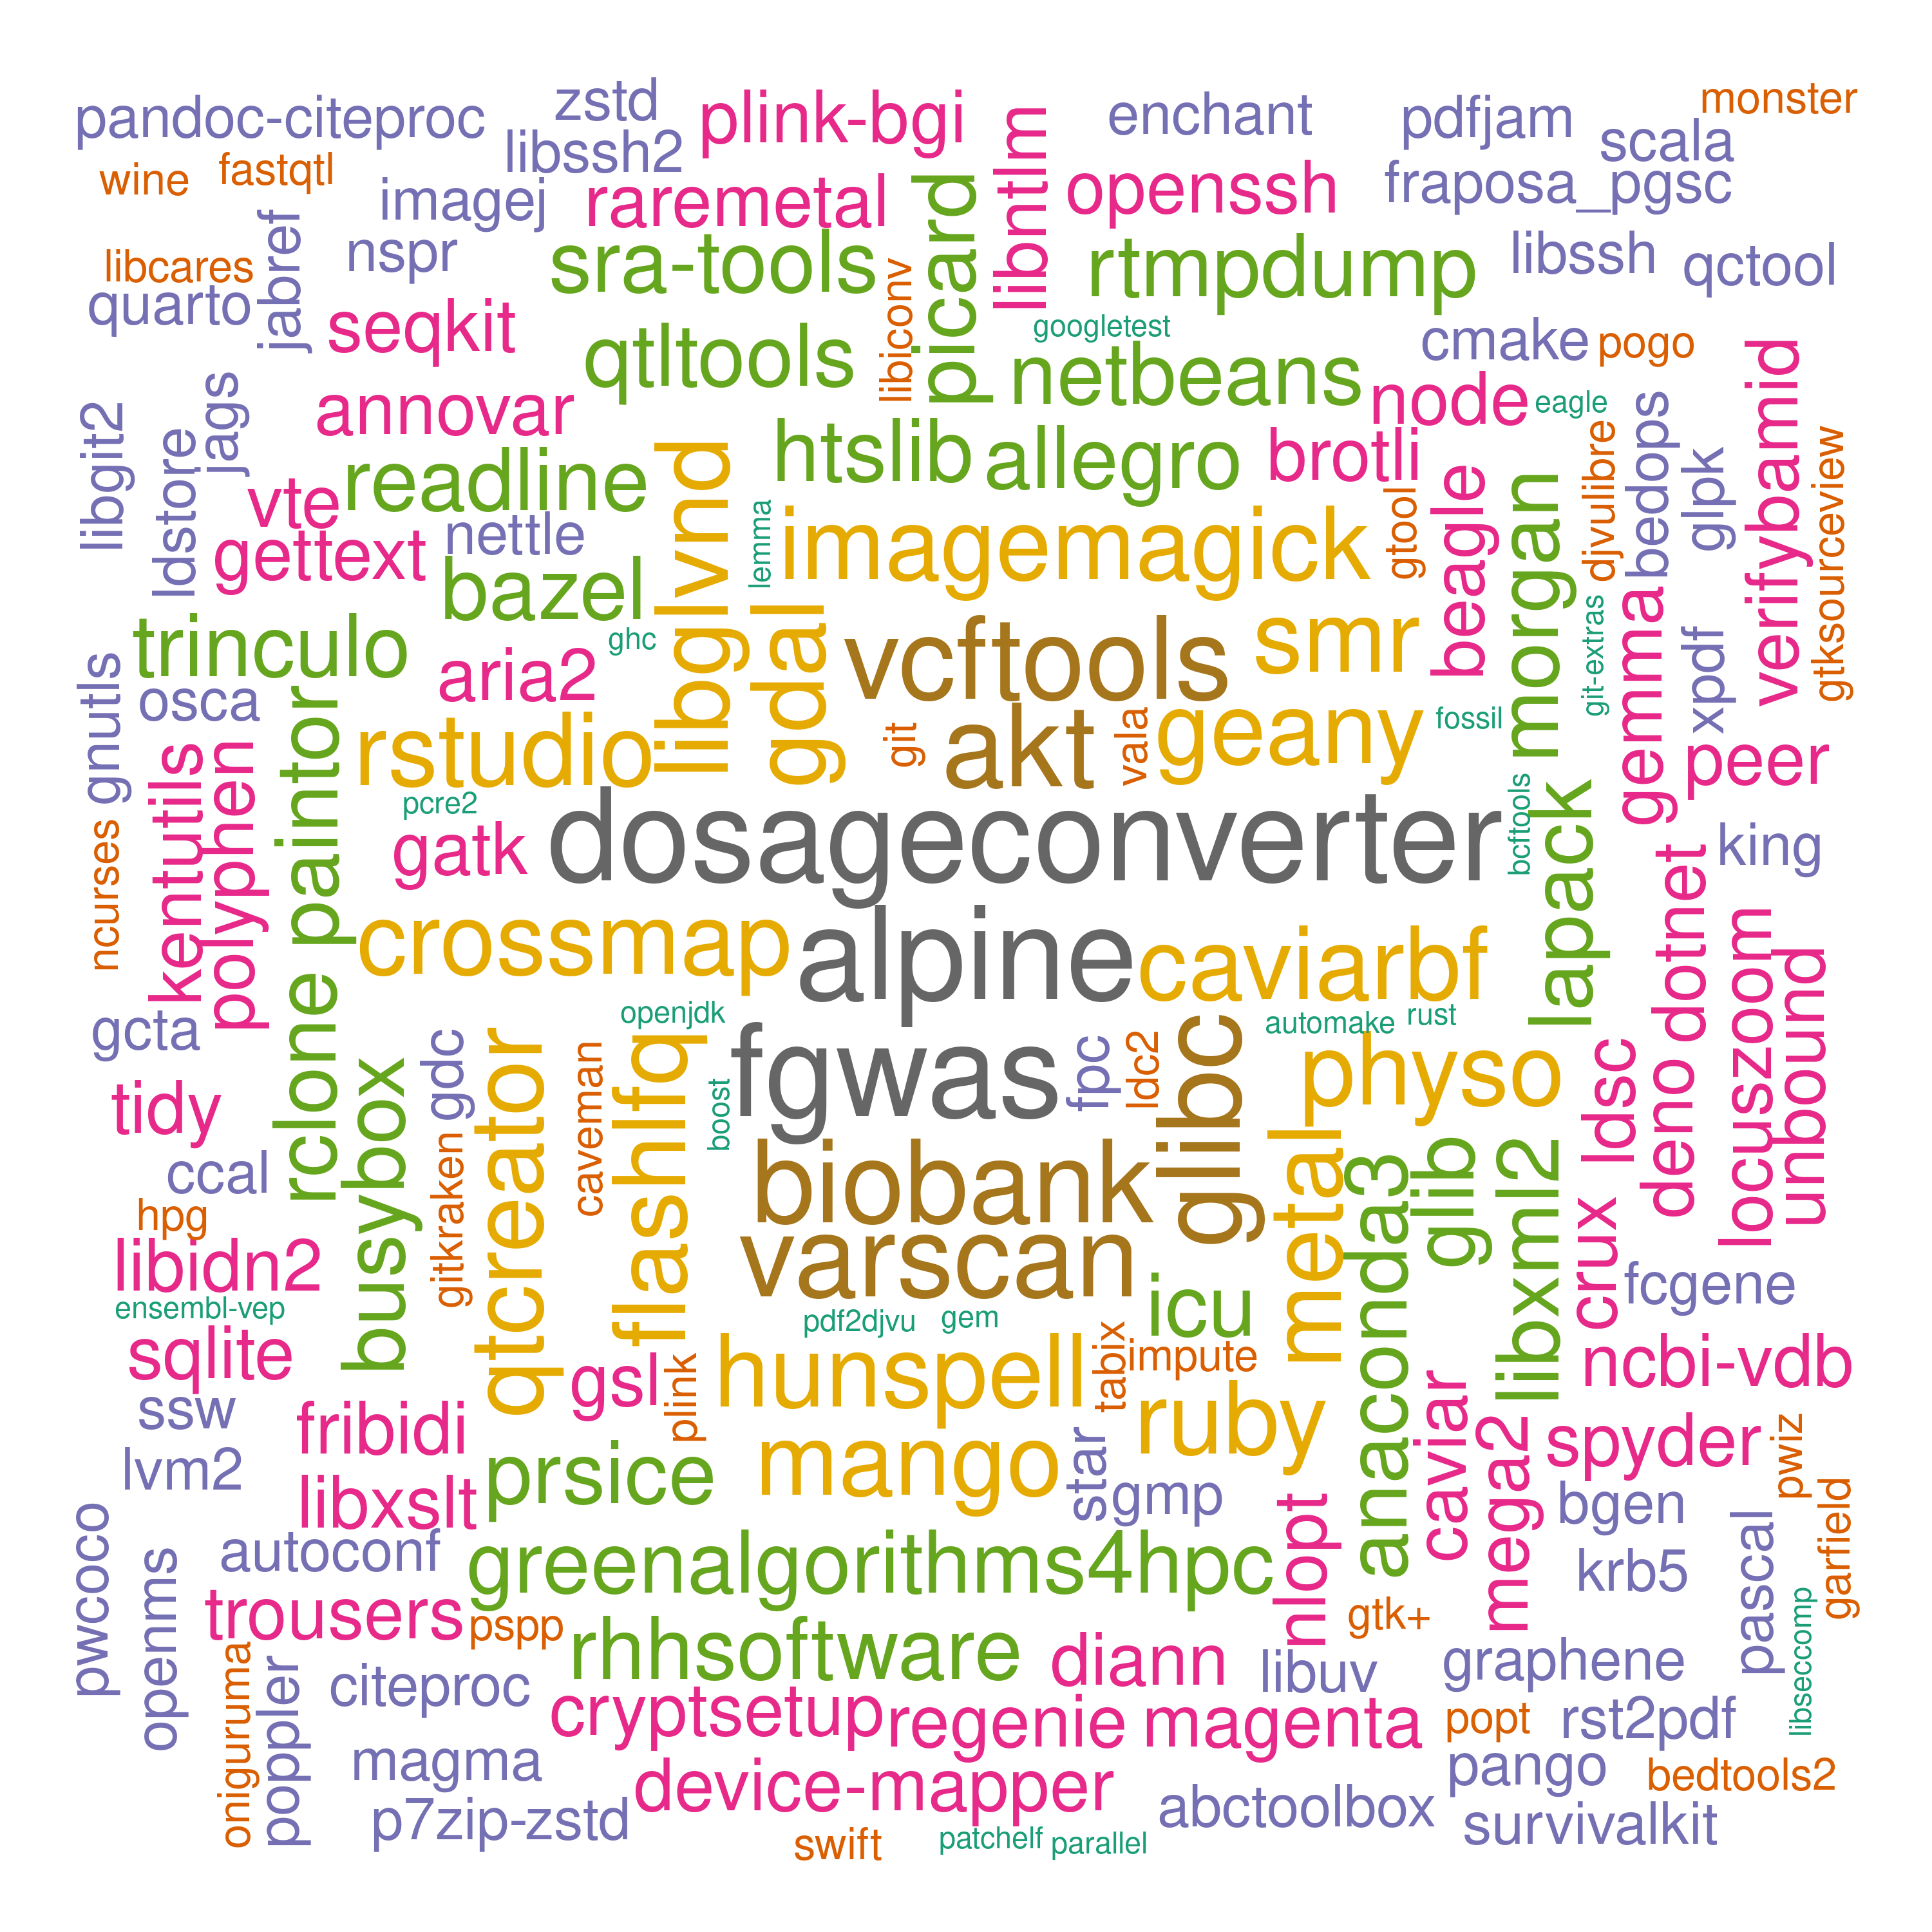 pandoc-citeproc
zstd
plink-bgi
enchant
pdfjam
monster
scala
libssh2
wine
fastqtl
imagej
raremetal
picard
libntlm
openssh
fraposa_pgsc
jabref
nspr
sra-tools
rtmpdump
libssh
qctool
libcares
quarto
seqkit
qtltools
libiconv
googletest
netbeans
cmake
pogo
verifybamid
libgit2
ldstore
jags
annovar
htslib
allegro
brotli
node
eagle
djvulibre
bedops
glpk
gtksourceview
vte
readline
libglvnd
nettle
lemma
imagemagick
gtool
beagle
morgan
gettext
bazel
trinculo
ghc
gdal
vcftools
smr
git-extras
gemma
xpdf
gnutls
osca
aria2
paintor
rstudio
git
akt
vala
geany
fossil
peer
kentutils
polyphen
pcre2
ncurses
gatk
dosageconverter
bcftools
lapack
king
dotnet
crossmap
alpine
caviarbf
locuszoom
unbound
gcta
rclone
openjdk
automake
rust
tidy
busybox
gdc
qtcreator
caveman
flashlfq
boost
fgwas
fpc
ldc2
glibc
physo
ldsc
deno
ccal
hpg
gitkraken
biobank
metal
anaconda3
glib
libxml2
crux
libidn2
varscan
fcgene
ensembl-vep
pdf2djvu
gem
icu
sqlite
gsl
plink
hunspell
tabix
impute
ncbi-vdb
ssw
fribidi
ruby
caviar
mega2
spyder
pwiz
lvm2
libxslt
prsice
mango
star
gmp
nlopt
bgen
garfield
pwcoco
openms
autoconf
greenalgorithms4hpc
krb5
pascal
trousers
pspp
rhhsoftware
gtk+
libseccomp
oniguruma
poppler
citeproc
diann
libuv
graphene
cryptsetup
regenie
magenta
popt
rst2pdf
magma
device-mapper
pango
bedtools2
p7zip-zstd
abctoolbox
survivalkit
swift
patchelf
parallel